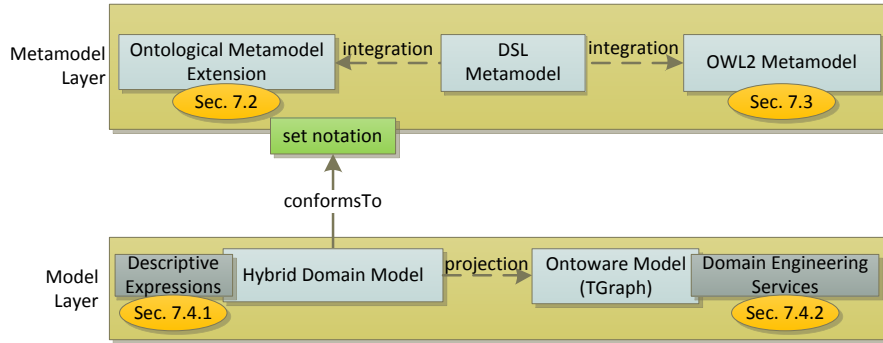 Metamodel
Layer
Ontological Metamodel
Extension
integration
DSL
Metamodel
integration
OWL2 Metamodel
Sec. 7.2
Sec. 7.3
set notation
conformsTo
Model
Layer
Descriptive
Expressions
Hybrid Domain Model
projection
Ontoware Model
(TGraph)
Domain Engineering
Services
Sec. 7.4.1
Sec. 7.4.2